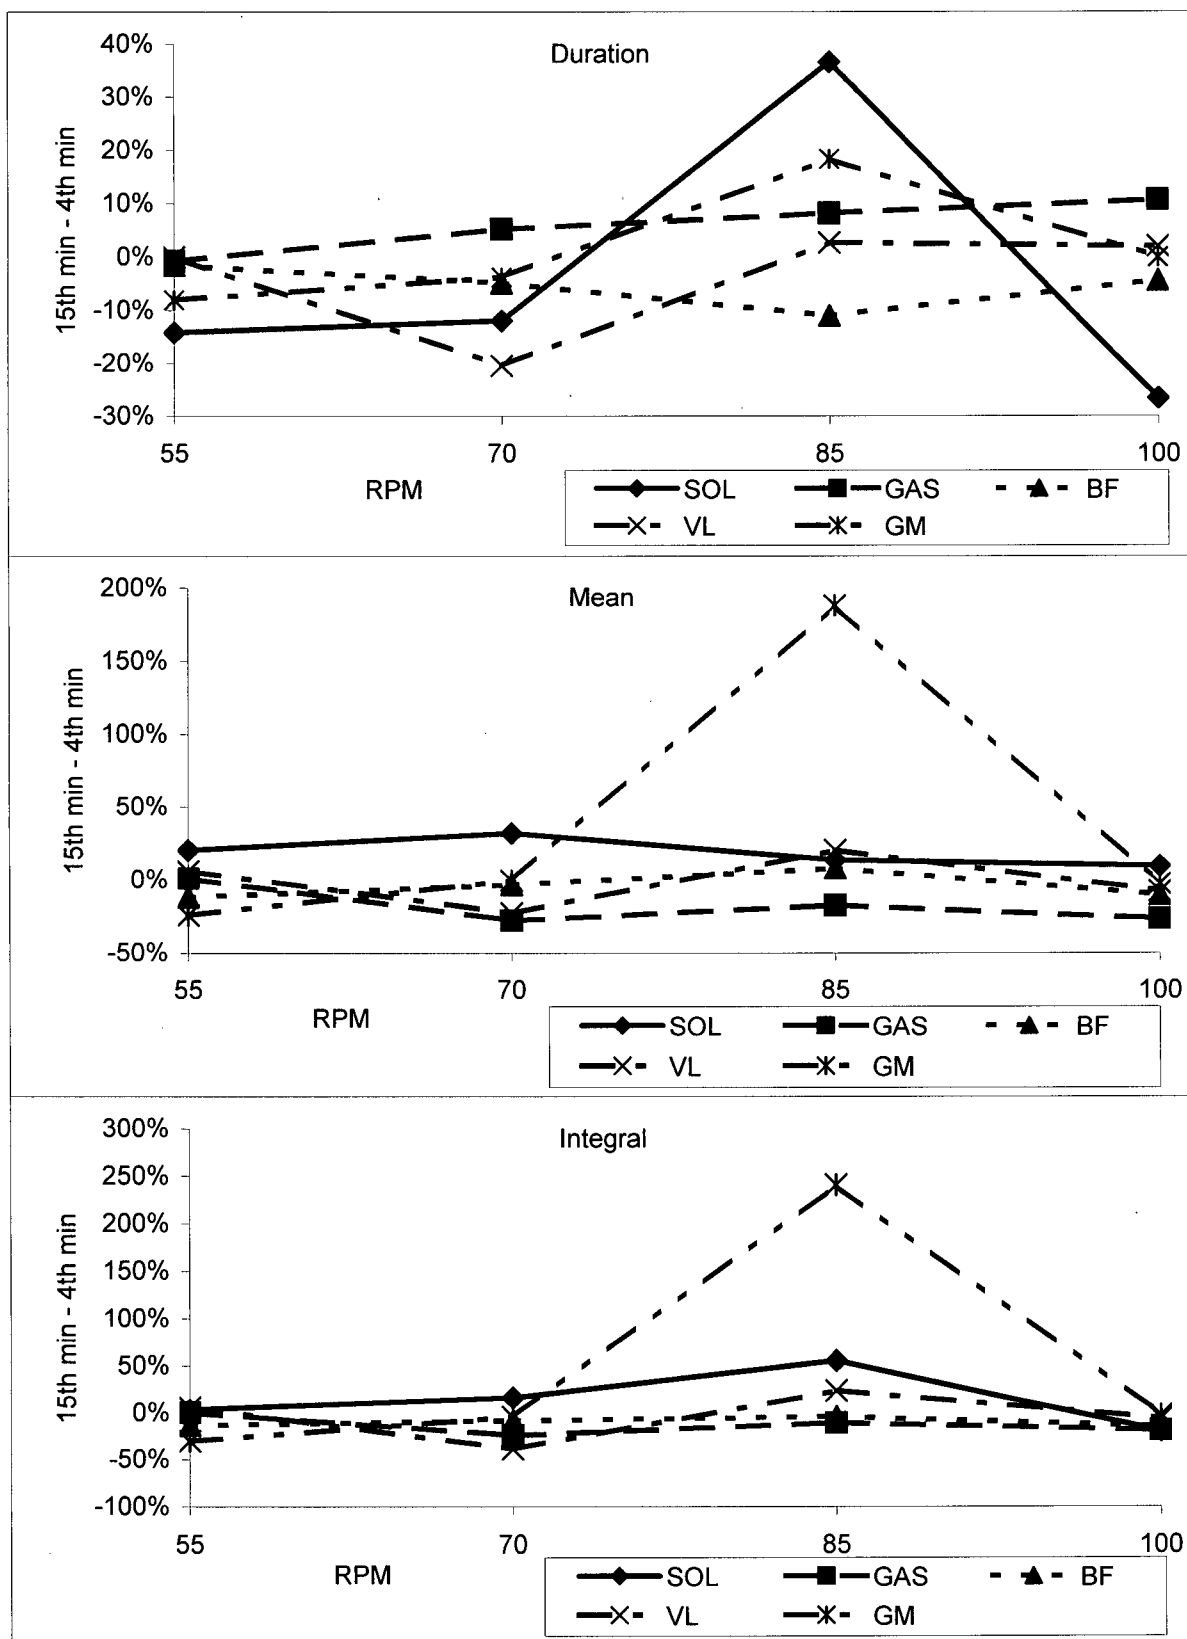 Duration
40%
30%
20%
10%
0%
-10%
-20%
-30%
15th min - 4th min
55 70 85 100
RPM
SOL GAS BF
VL GM
Mean
200%
150%
100%
50%
0%
-50%
15th min - 4th min
55 70 85 100
RPM
SOL GAS BF
VL GM
Integral
300%
250%
200%
150%
100%
50%
0%
-50%
-100%
15th min - 4th min
55 70 85 100
RPM
SOL GAS BF
VL GM